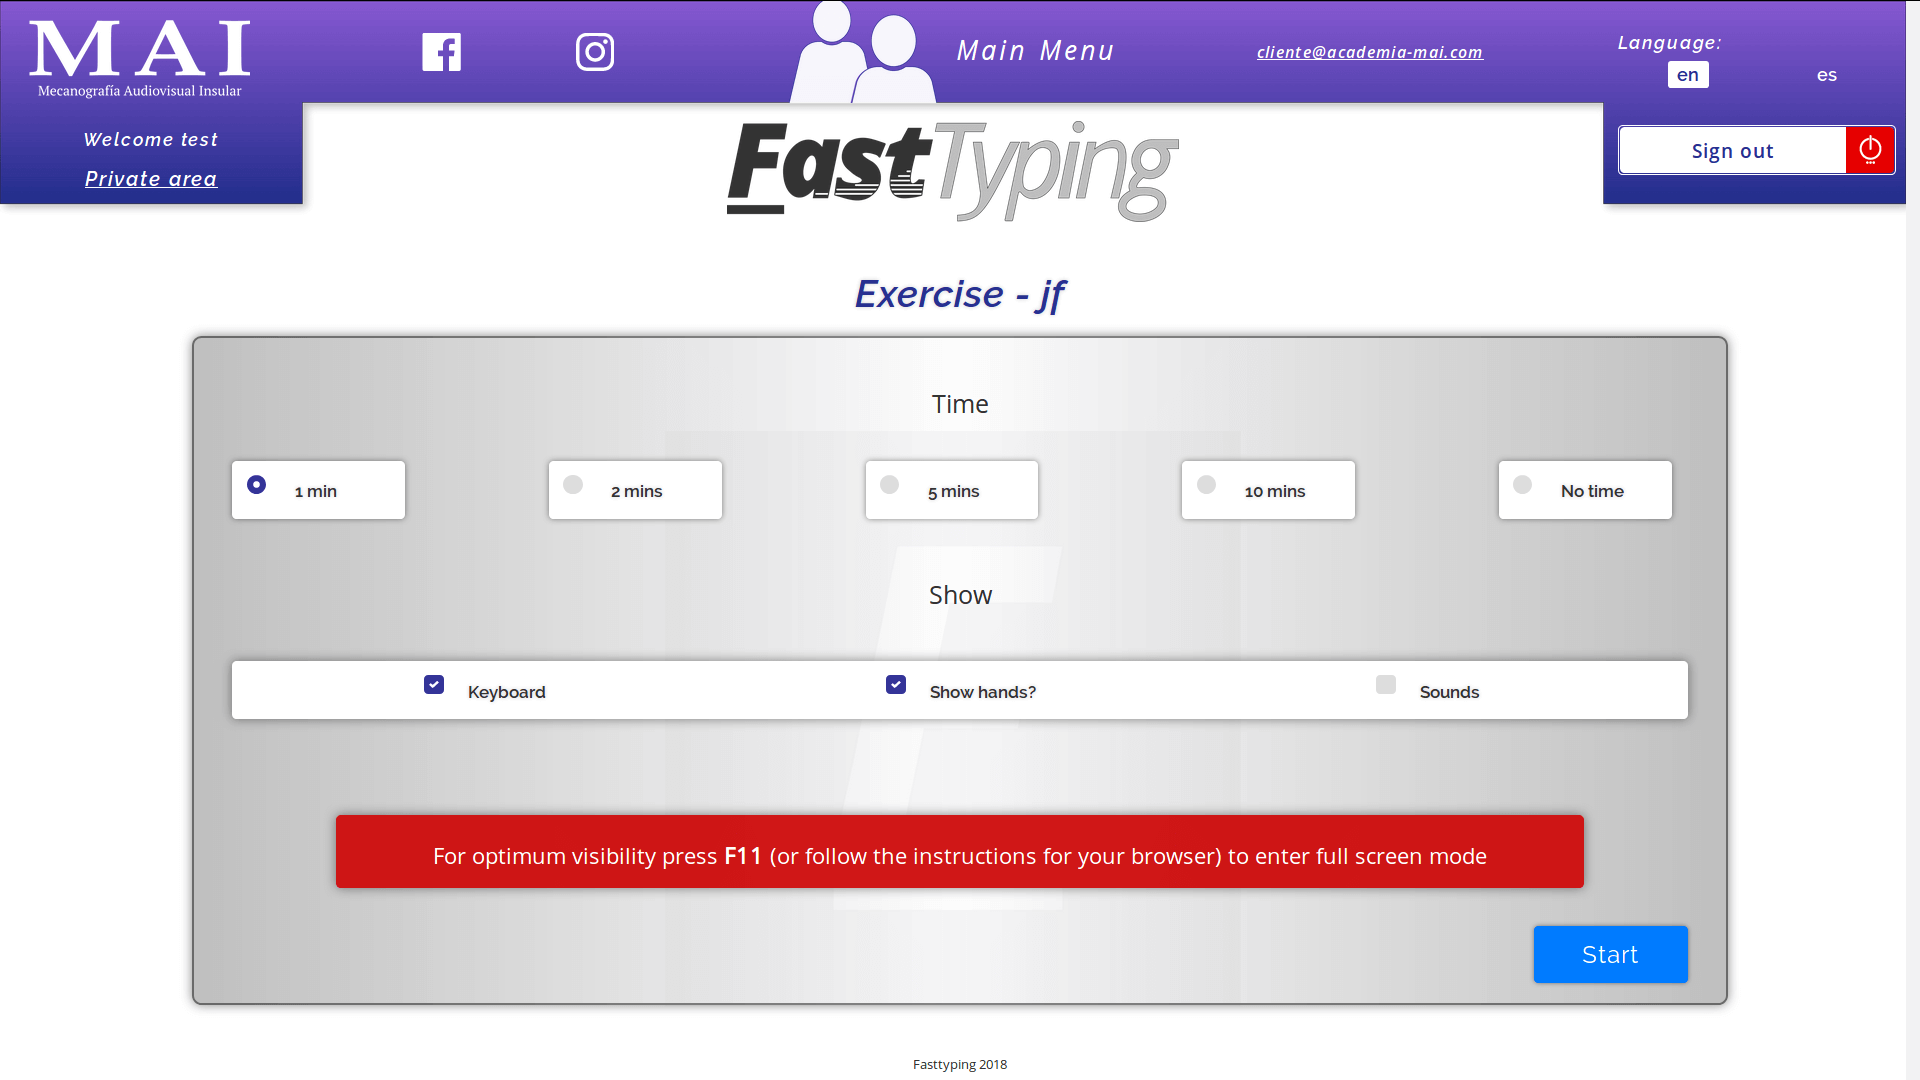 MAI
Mecanografía Audiovisual Insular
Welcome test
Private area
Main Menu
cliente@academia-mai.com
Language:
en es
Sign out
FastTyping
Exercise - jf
Time
1 min 2 mins 5 mins 10 mins No time
Show
Keyboard Show hands? Sounds
For optimum visibility press F11 (or follow the instructions for your browser) to enter full screen mode
Start
Fasttyping 2018